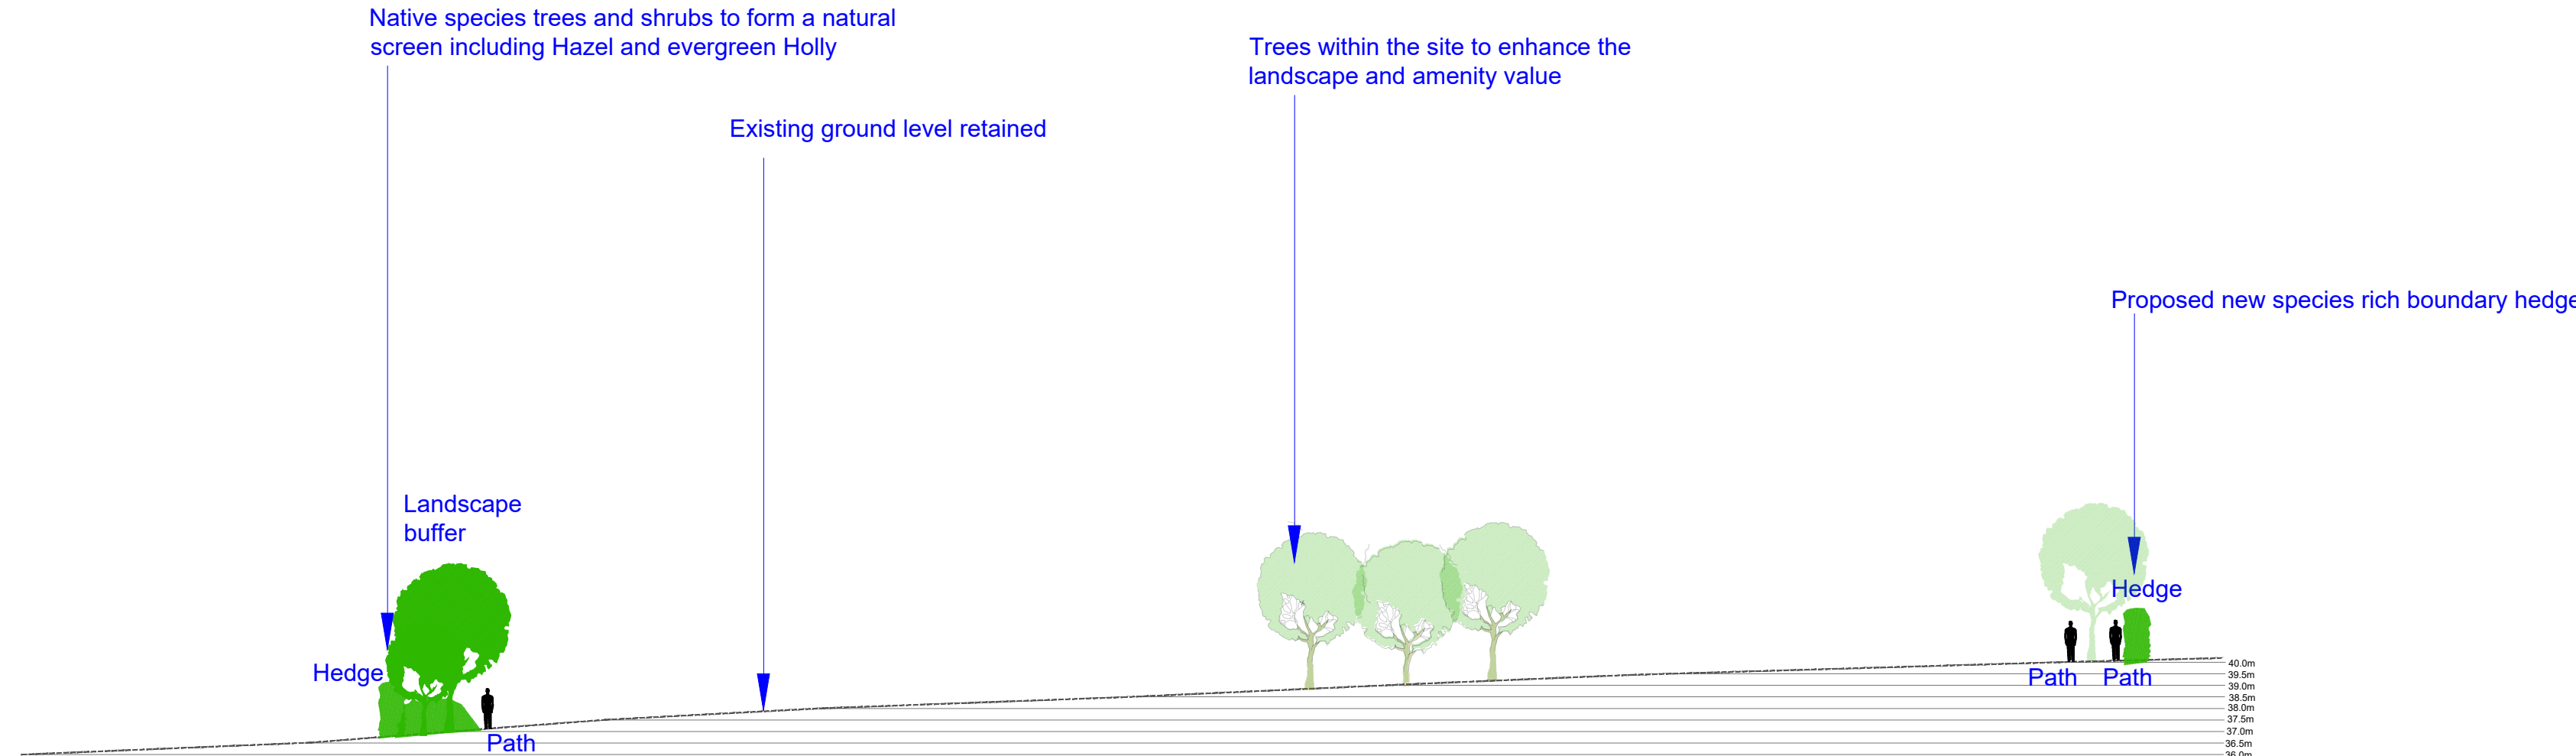 Native species trees and shrubs to form a natural
screen including Hazel and evergreen Holly
Trees within the site to enhance the
landscape and amenity value
Existing ground level retained
Proposed new species rich boundary hedge
Landscape
buffer
Hedge
Hedge
Path
Path
Path
40.0m
39.5m
39.0m
38.5m
38.0m
37.5m
37.0m
36.5m
36.0m